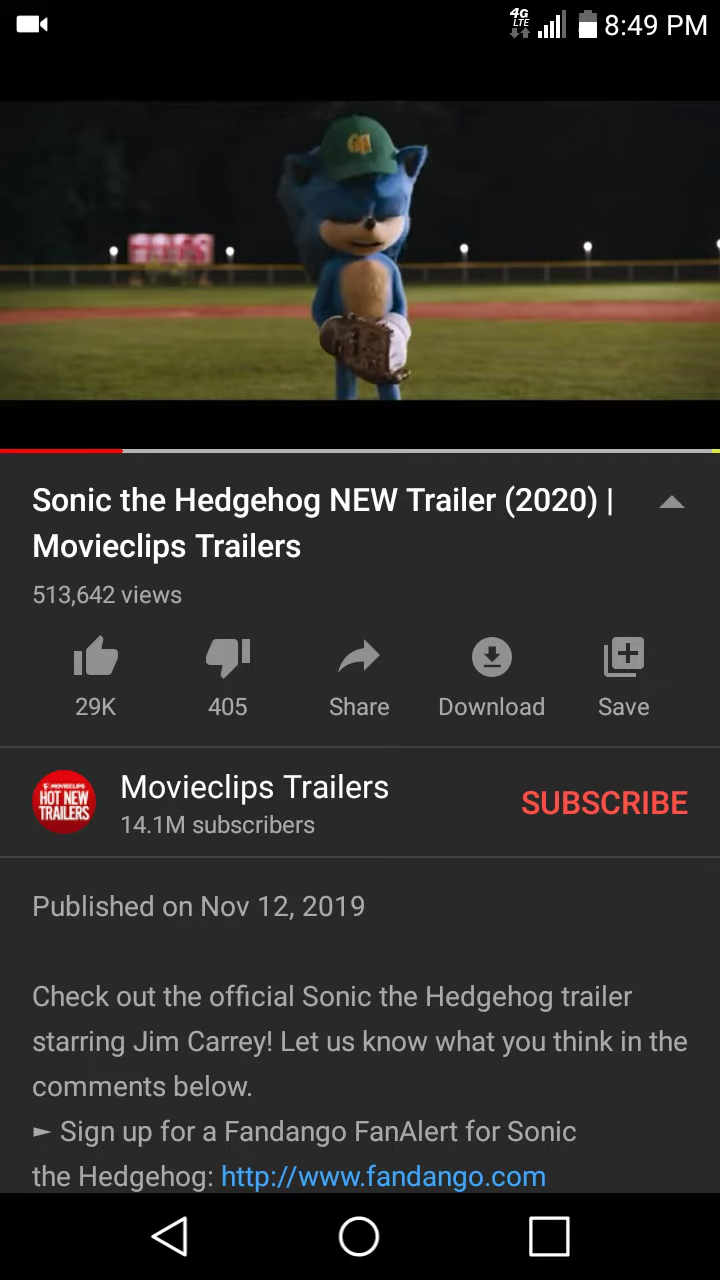 4G
LTE
8:49 PM
Sonic the Hedgehog NEW Trailer (2020) |
Movieclips Trailers
513,642 views
29K
405
Share
Download
Save
MOVIECLIPS
HOT NEW
TRAILERS
Movieclips Trailers
14.1M subscribers
SUBSCRIBE
Published on Nov 12, 2019
Check out the official Sonic the Hedgehog trailer
starring Jim Carrey! Let us know what you think in the
comments below.
► Sign up for a Fandango FanAlert for Sonic
the Hedgehog: http://www.fandango.com